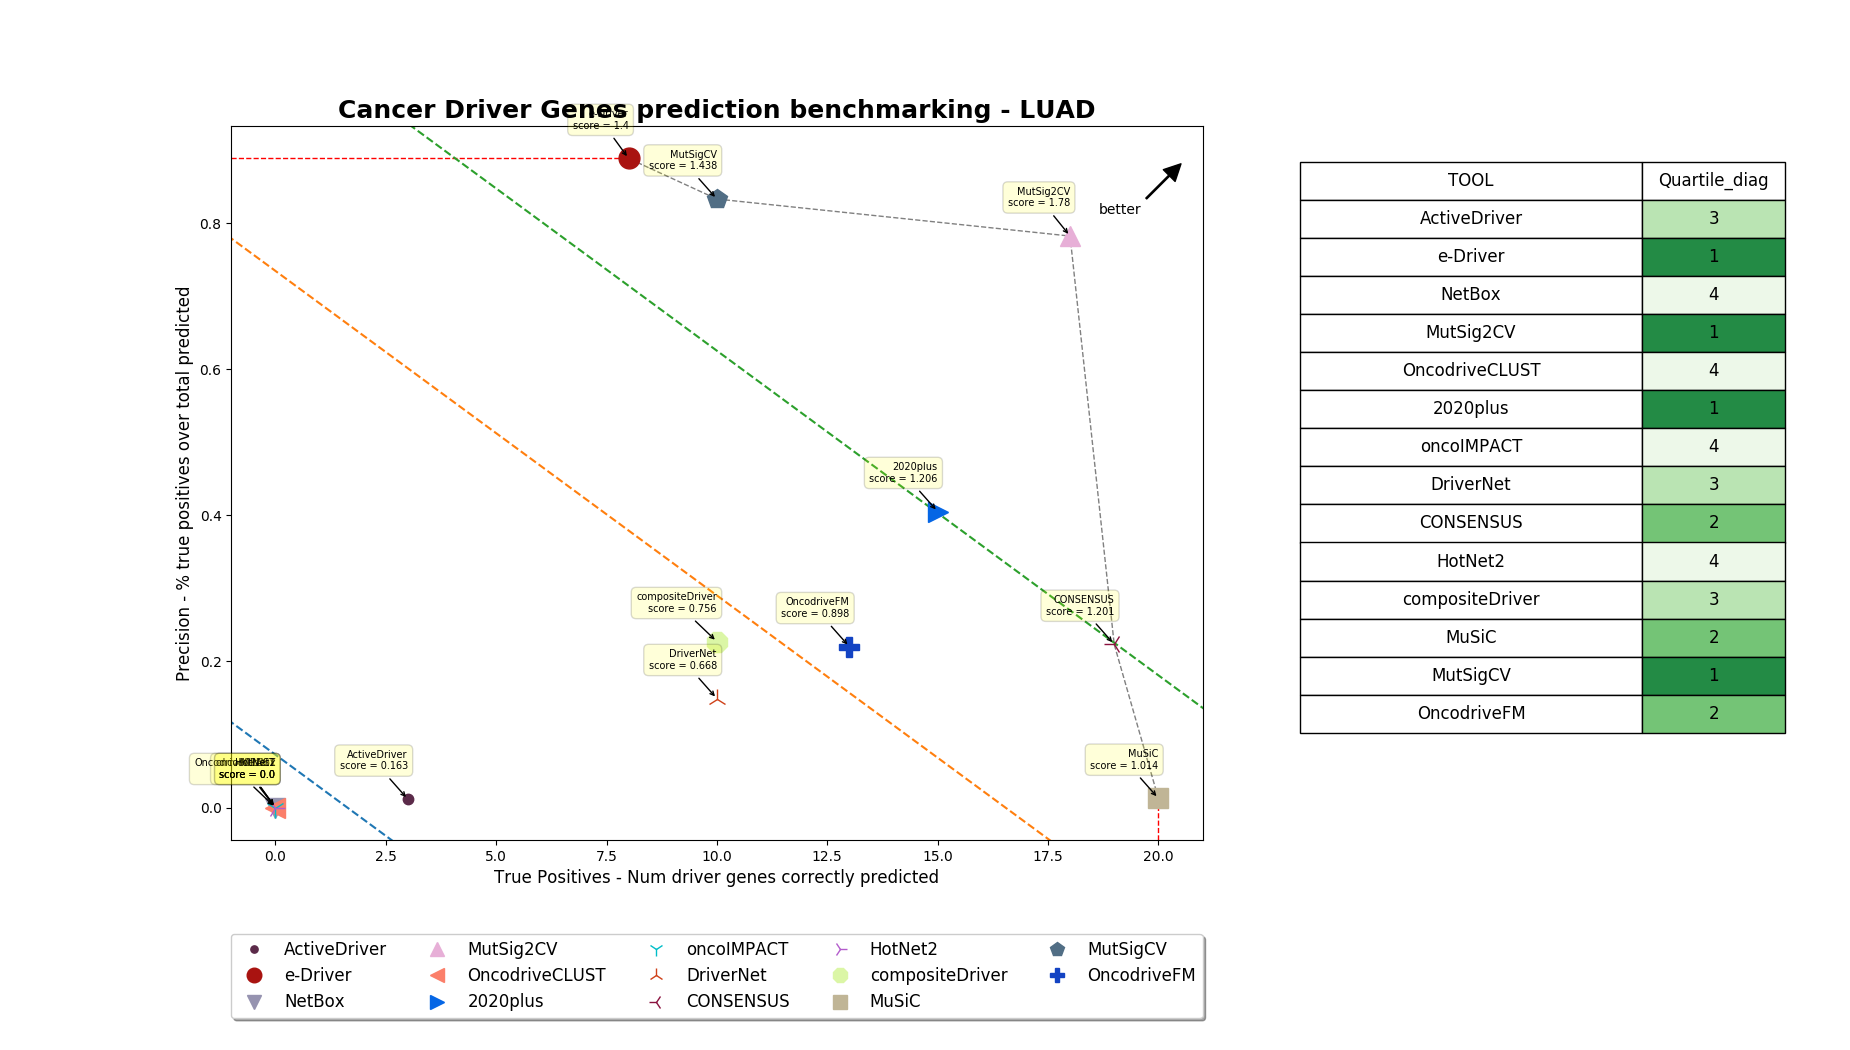 Cancer Driver Genes prediction benchmarking - LUAD
score = 1.4
MutSigCV
score = 1.438
MutSig2CV
score = 1.78
better
2020plus
score = 1.206
compositeDriver
score = 0.756
OncodriveFM
score = 0.898
CONSENSUS
score = 1.201
DriverNet
score = 0.668
ActiveDriver
score = 0.163
MuSiC
score = 1.014
score = 0.0
Precision - % true positives over total predicted
0.8
0.6
0.4
0.2
0.0
0.0 2.5 5.0 7.5 10.0 12.5 15.0 17.5 20.0
True Positives - Num driver genes correctly predicted
ActiveDriver MutSig2CV oncoIMPACT HotNet2 MutSigCV
e-Driver OncodriveCLUST DriverNet compositeDriver OncodriveFM
NetBox 2020plus CONSENSUS MuSiC
TOOL Quartile_diag
ActiveDriver 3
e-Driver 1
NetBox 4
MutSig2CV 1
OncodriveCLUST 4
2020plus 1
oncoIMPACT 4
DriverNet 3
CONSENSUS 2
HotNet2 4
compositeDriver 3
MuSiC 2
MutSigCV 1
OncodriveFM 2